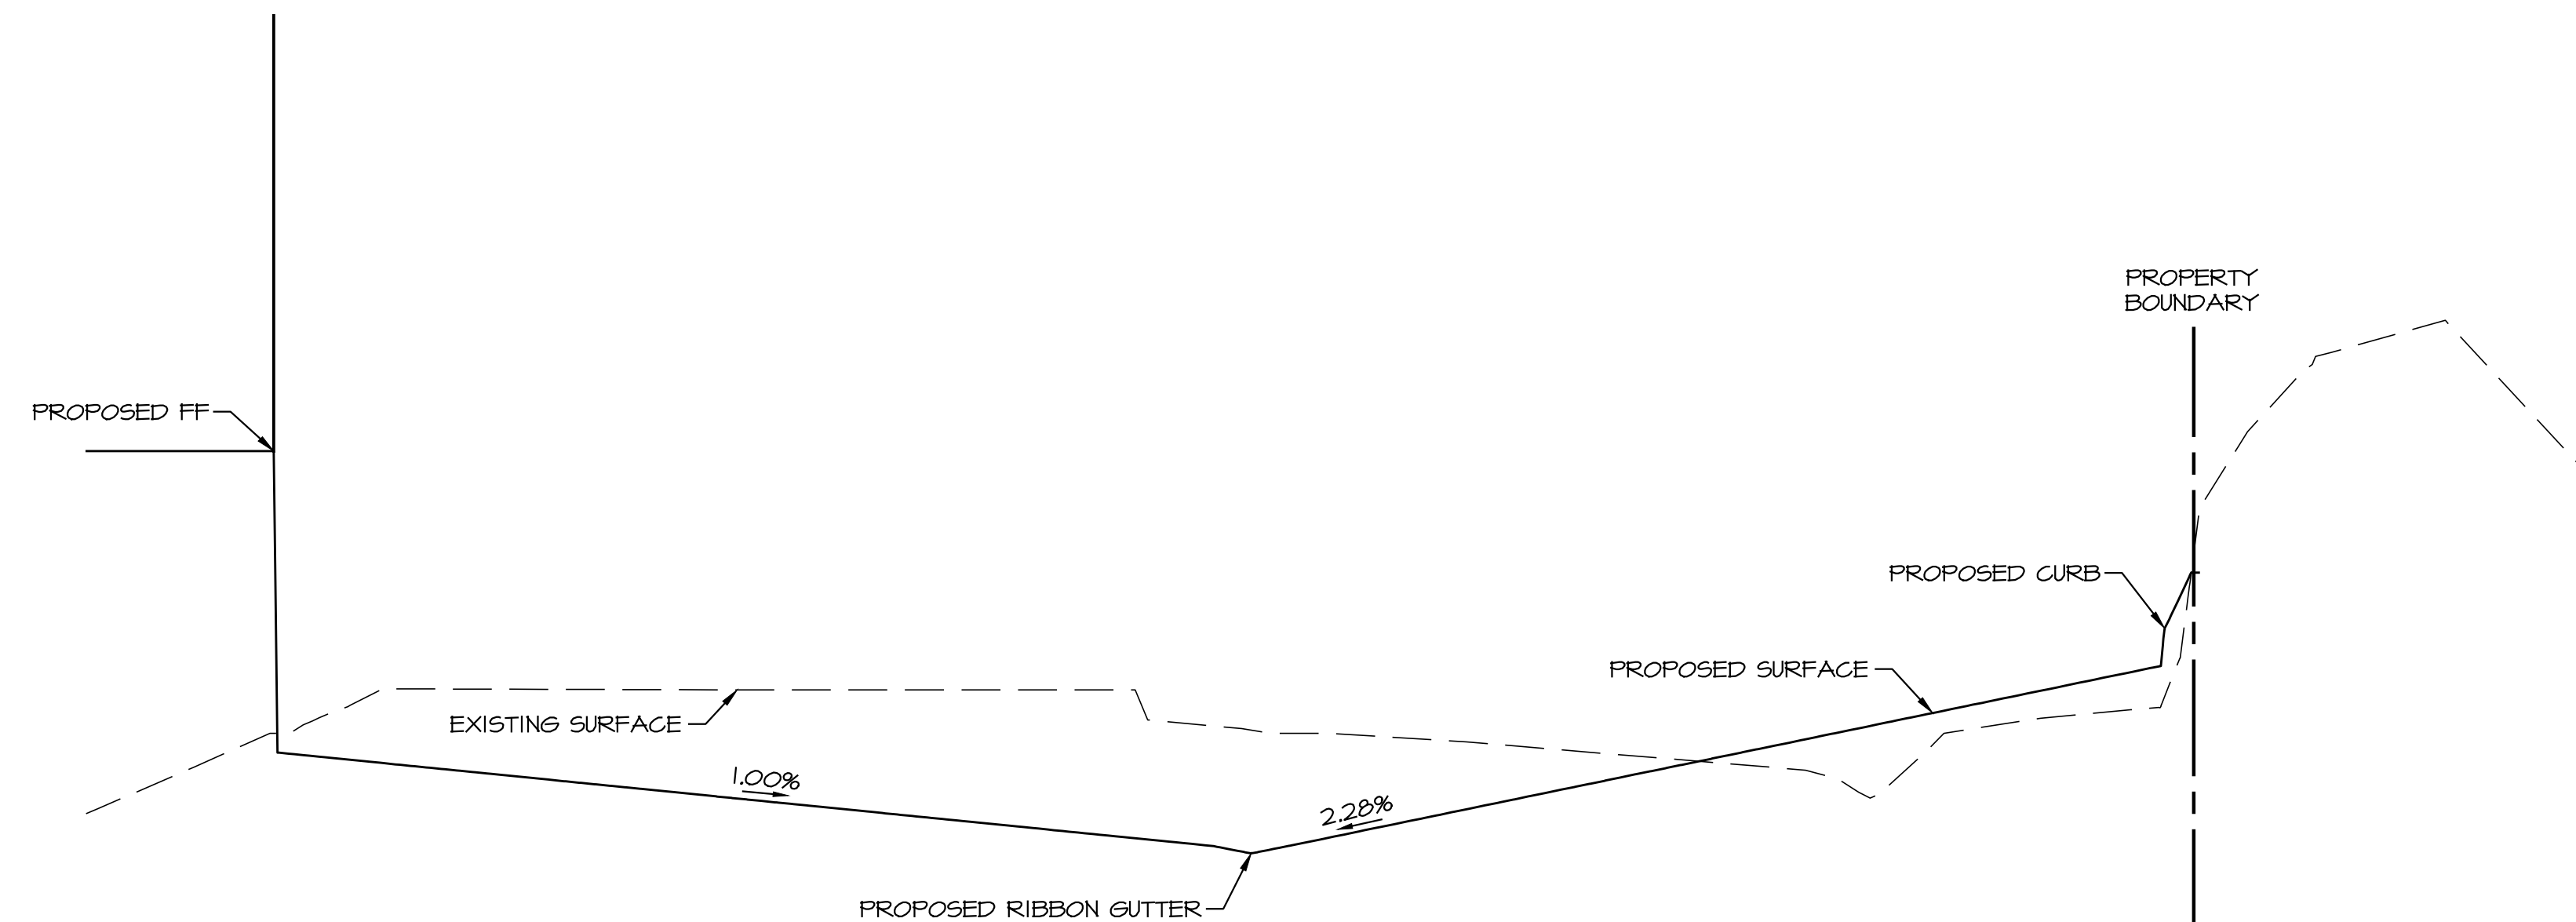 PROPERTY
BOUNDARY
PROPOSED FF
PROPOSED CURB
PROPOSED SURFACE
EXISTING SURFACE
1.00%
2.28%
PROPOSED RIBBON GUTTER